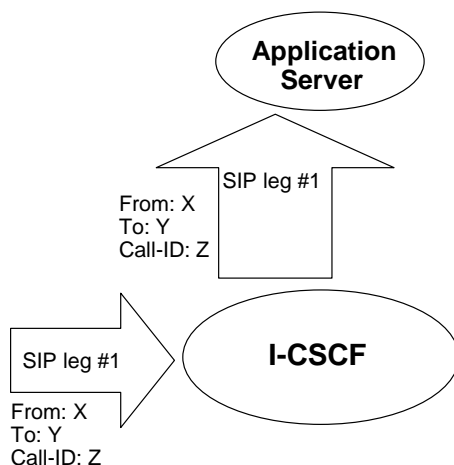 Application
Server
SIP leg #1
From: X
To: Y
Call-ID: Z
I-CSCF
SIP leg #1
From: X
To: Y
Call-ID: Z